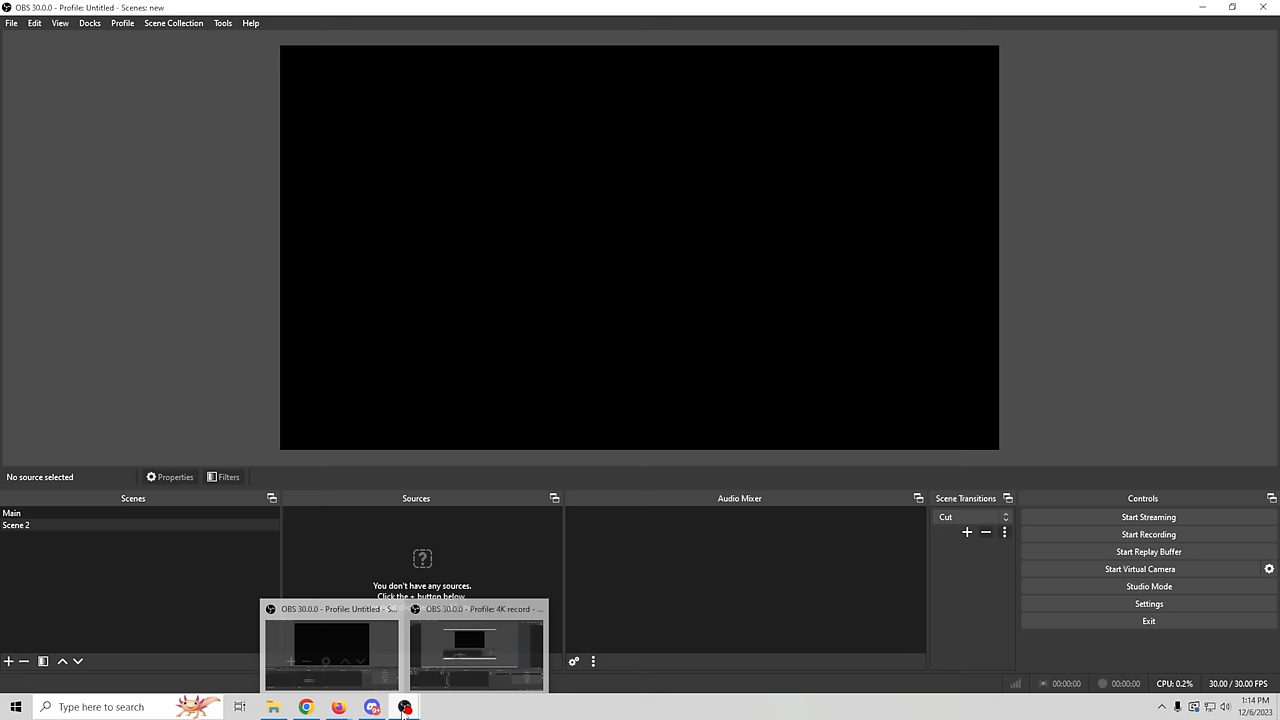 OBS 30.0.0 - Profile: Untitled - Scenes: new
File Edit View Docks Profile Scene Collection Tools Help
No source selected Properties Filters
Scenes Sources Audio Mixer Scene Transitions Controls
Main
Scene 2
You don't have any sources.
Click the + button below
Cut
Start Streaming
Start Recording
Start Replay Buffer
Start Virtual Camera
Studio Mode
Settings
Exit
OBS 30.0.0 - Profile: Untitled - S...
OBS 30.0.0 - Profile: 4K record - ...
00:00:00 00:00:00 CPU: 0.2% 30.00 / 30.00 FPS
Type here to search
1:14 PM
12/6/2023